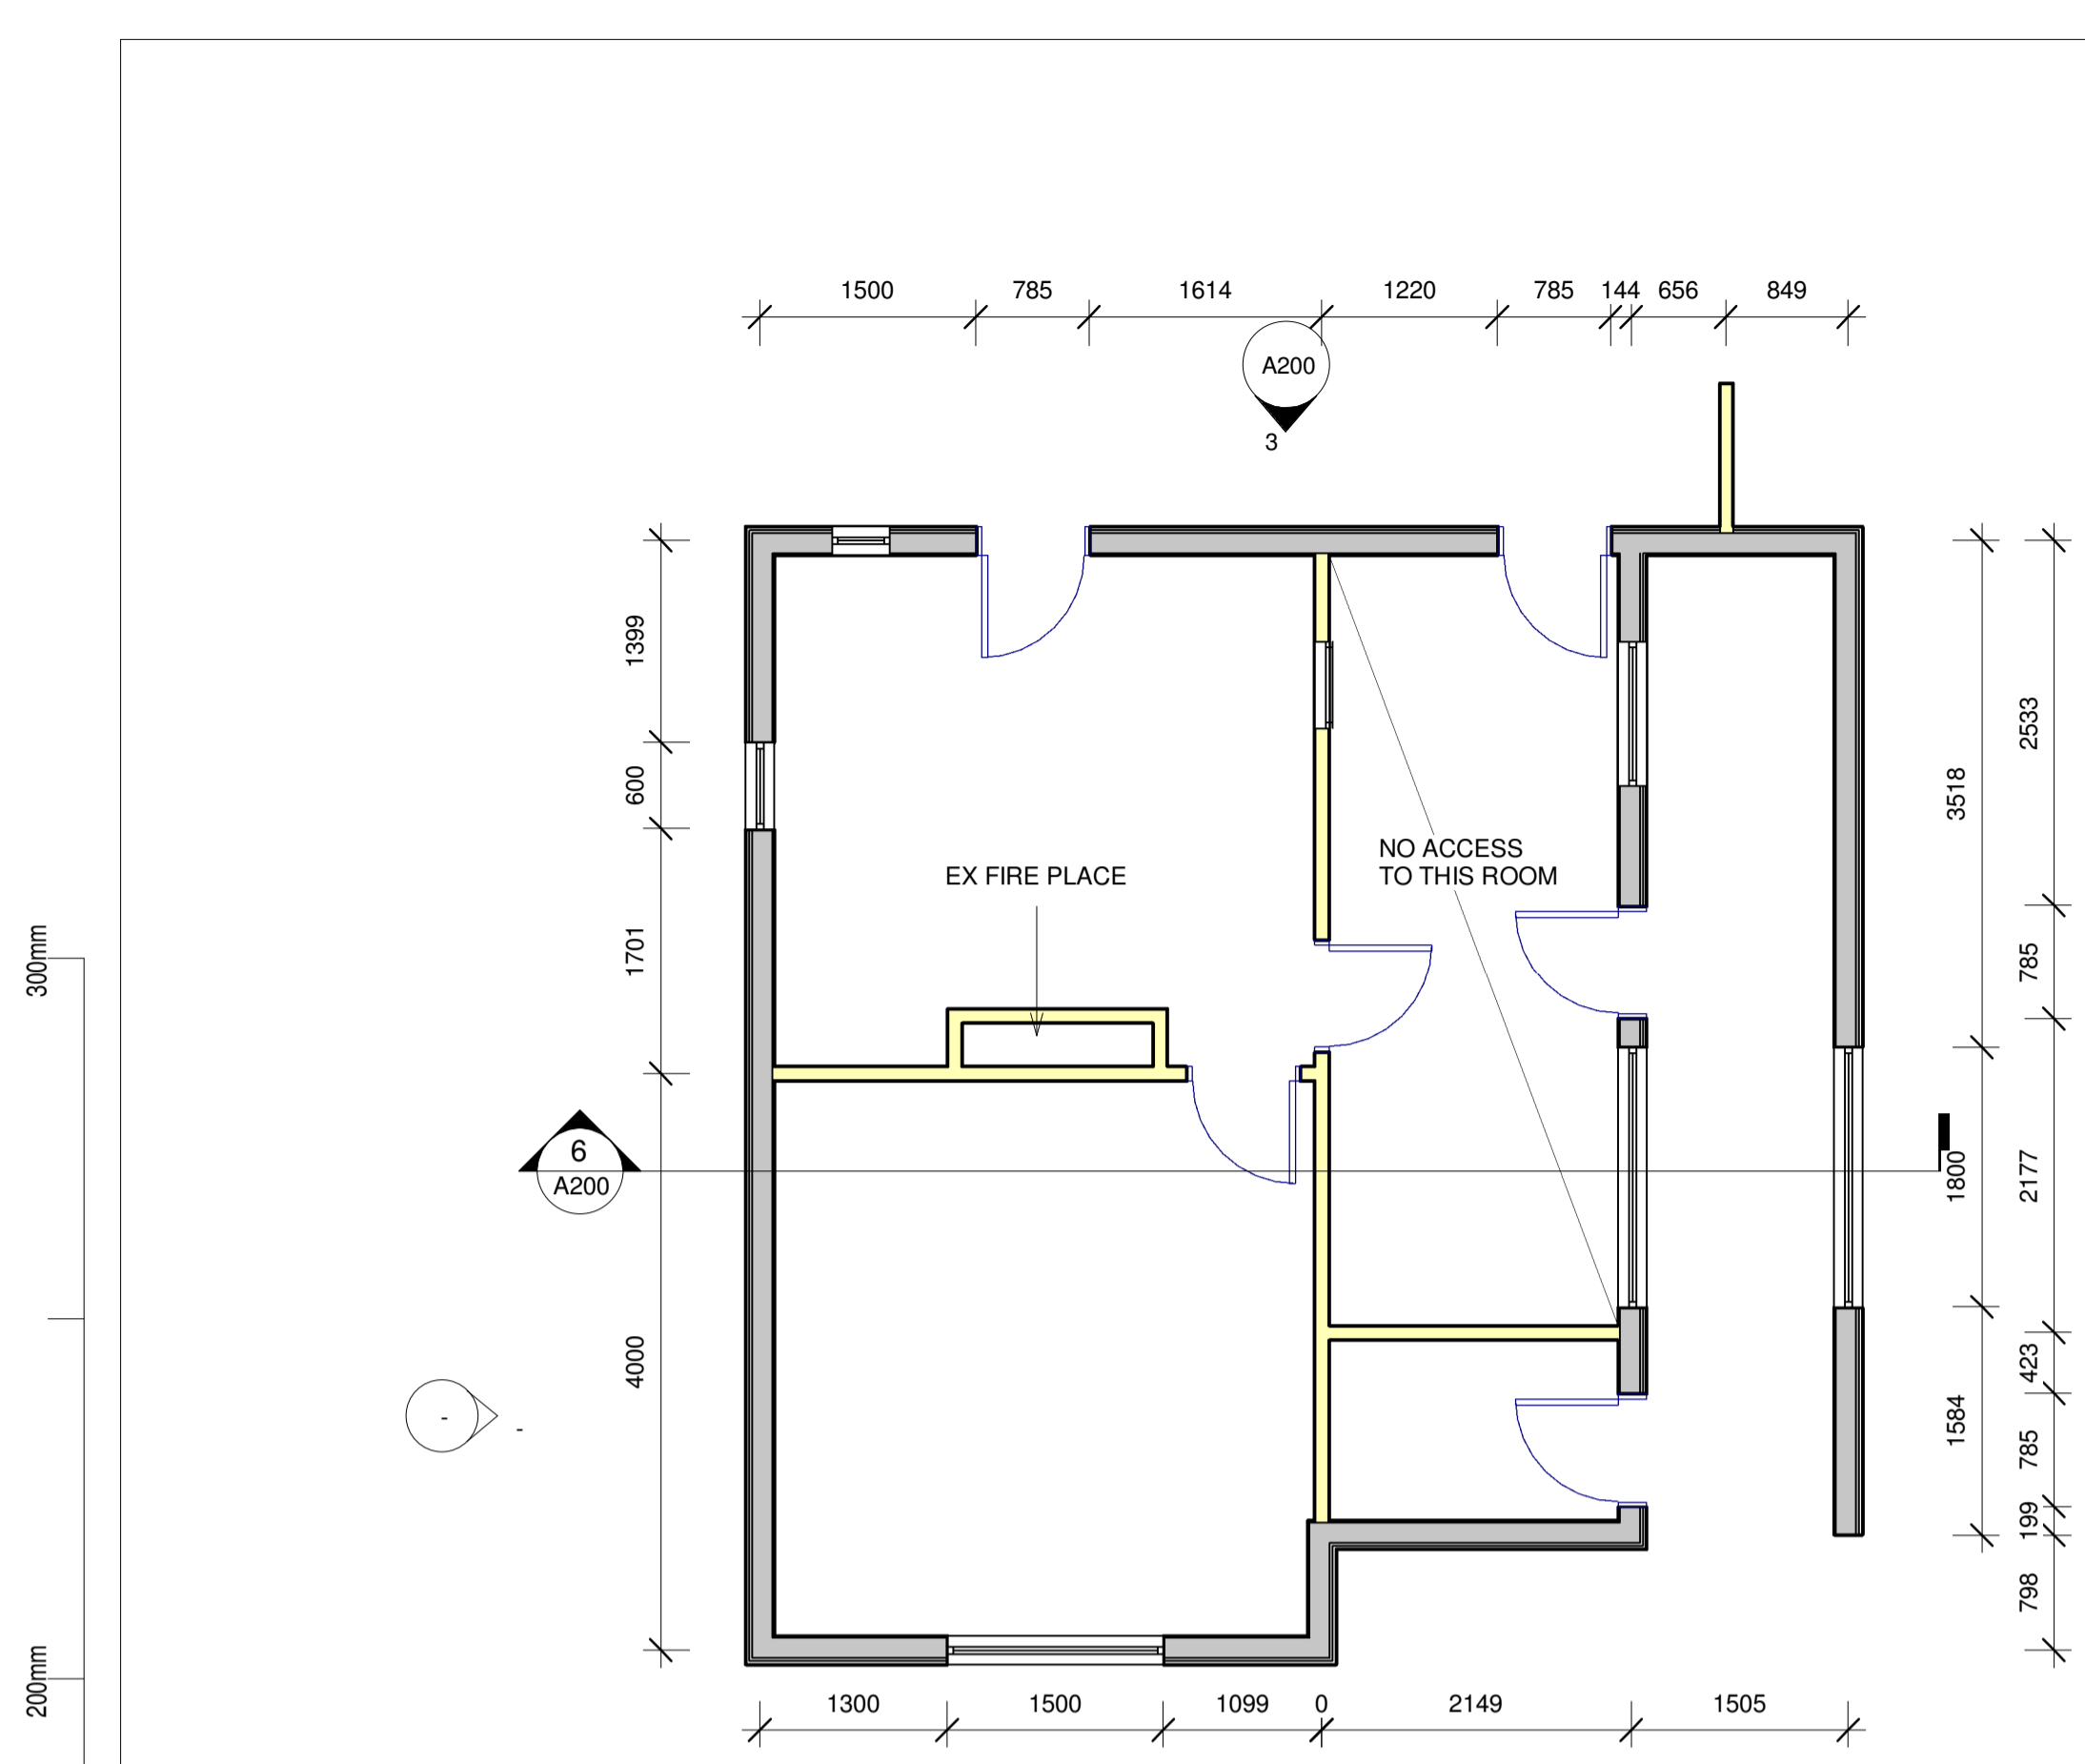 1500 785 1614 1220 785 144 656 849
A200
3
1399
600
1701
4000
EX FIRE PLACE
NO ACCESS
TO THIS ROOM
3518
1800
1584
2533
785
2177
423
785
199
798
300mm
200mm
6
A200
-
-
1300 1500 1099 0 2149 1505